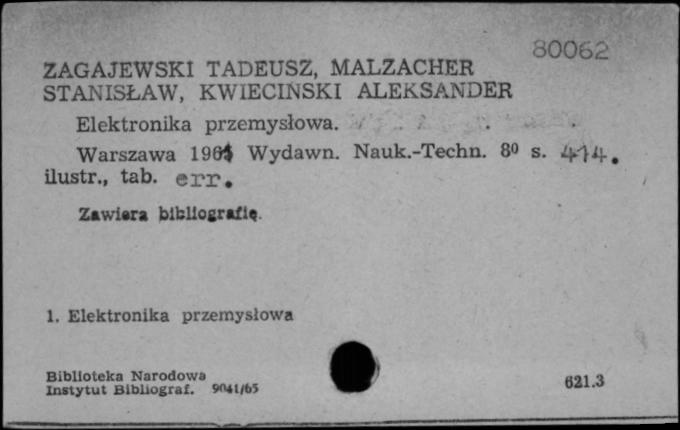 80062
ZAGAJEWSKI TADEUSZ, MALZACHER
STANISŁAW, KWIECIŃSKI ALEKSANDER
Elektronika przemysłowa.
Warszawa Wydawn. Nauk.-Techn. 8⁰ s. 414.
ilustr., tab. err.
Zawiera bibliografię.
1. Elektronika przemysłowa
Biblioteka Narodowa
Instytut Bibliograf. 9041/65
621.3